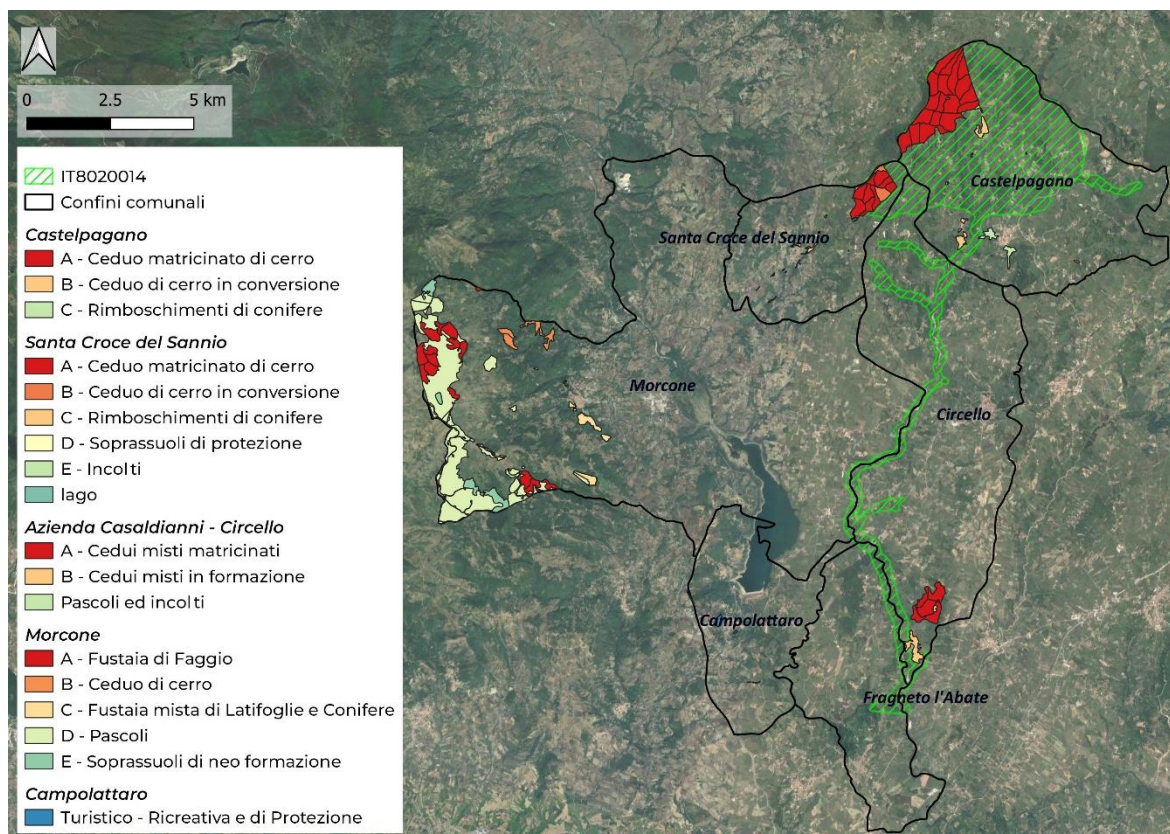 0 2.5 5 km
IT8020014
Confini comunali
Castelpagano
A - Ceduo matricinato di cerro
B - Ceduo di cerro in conversione
C - Rimboschimenti di conifere
Santa Croce del Sannio
A - Ceduo matricinato di cerro
B - Ceduo di cerro in conversione
C - Rimboschimenti di conifere
D - Soprassuoli di protezione
E - Incolti
lago
Azienda Casaldianni - Circello
A - Cedui misti matricinati
B - Cedui misti in formazione
Pascoli ed incolti
Morcone
A - Fustaia di Faggio
B - Ceduo di cerro
C - Fustaia mista di Latifoglie e Conifere
D - Pascoli
E - Soprassuoli di neo formazione
Campolattaro
Turistico - Ricreativa e di Protezione
Castelpagano
Santa Croce del Sannio
Morcone
Circello
Campolattaro
Fragneto l'Abate